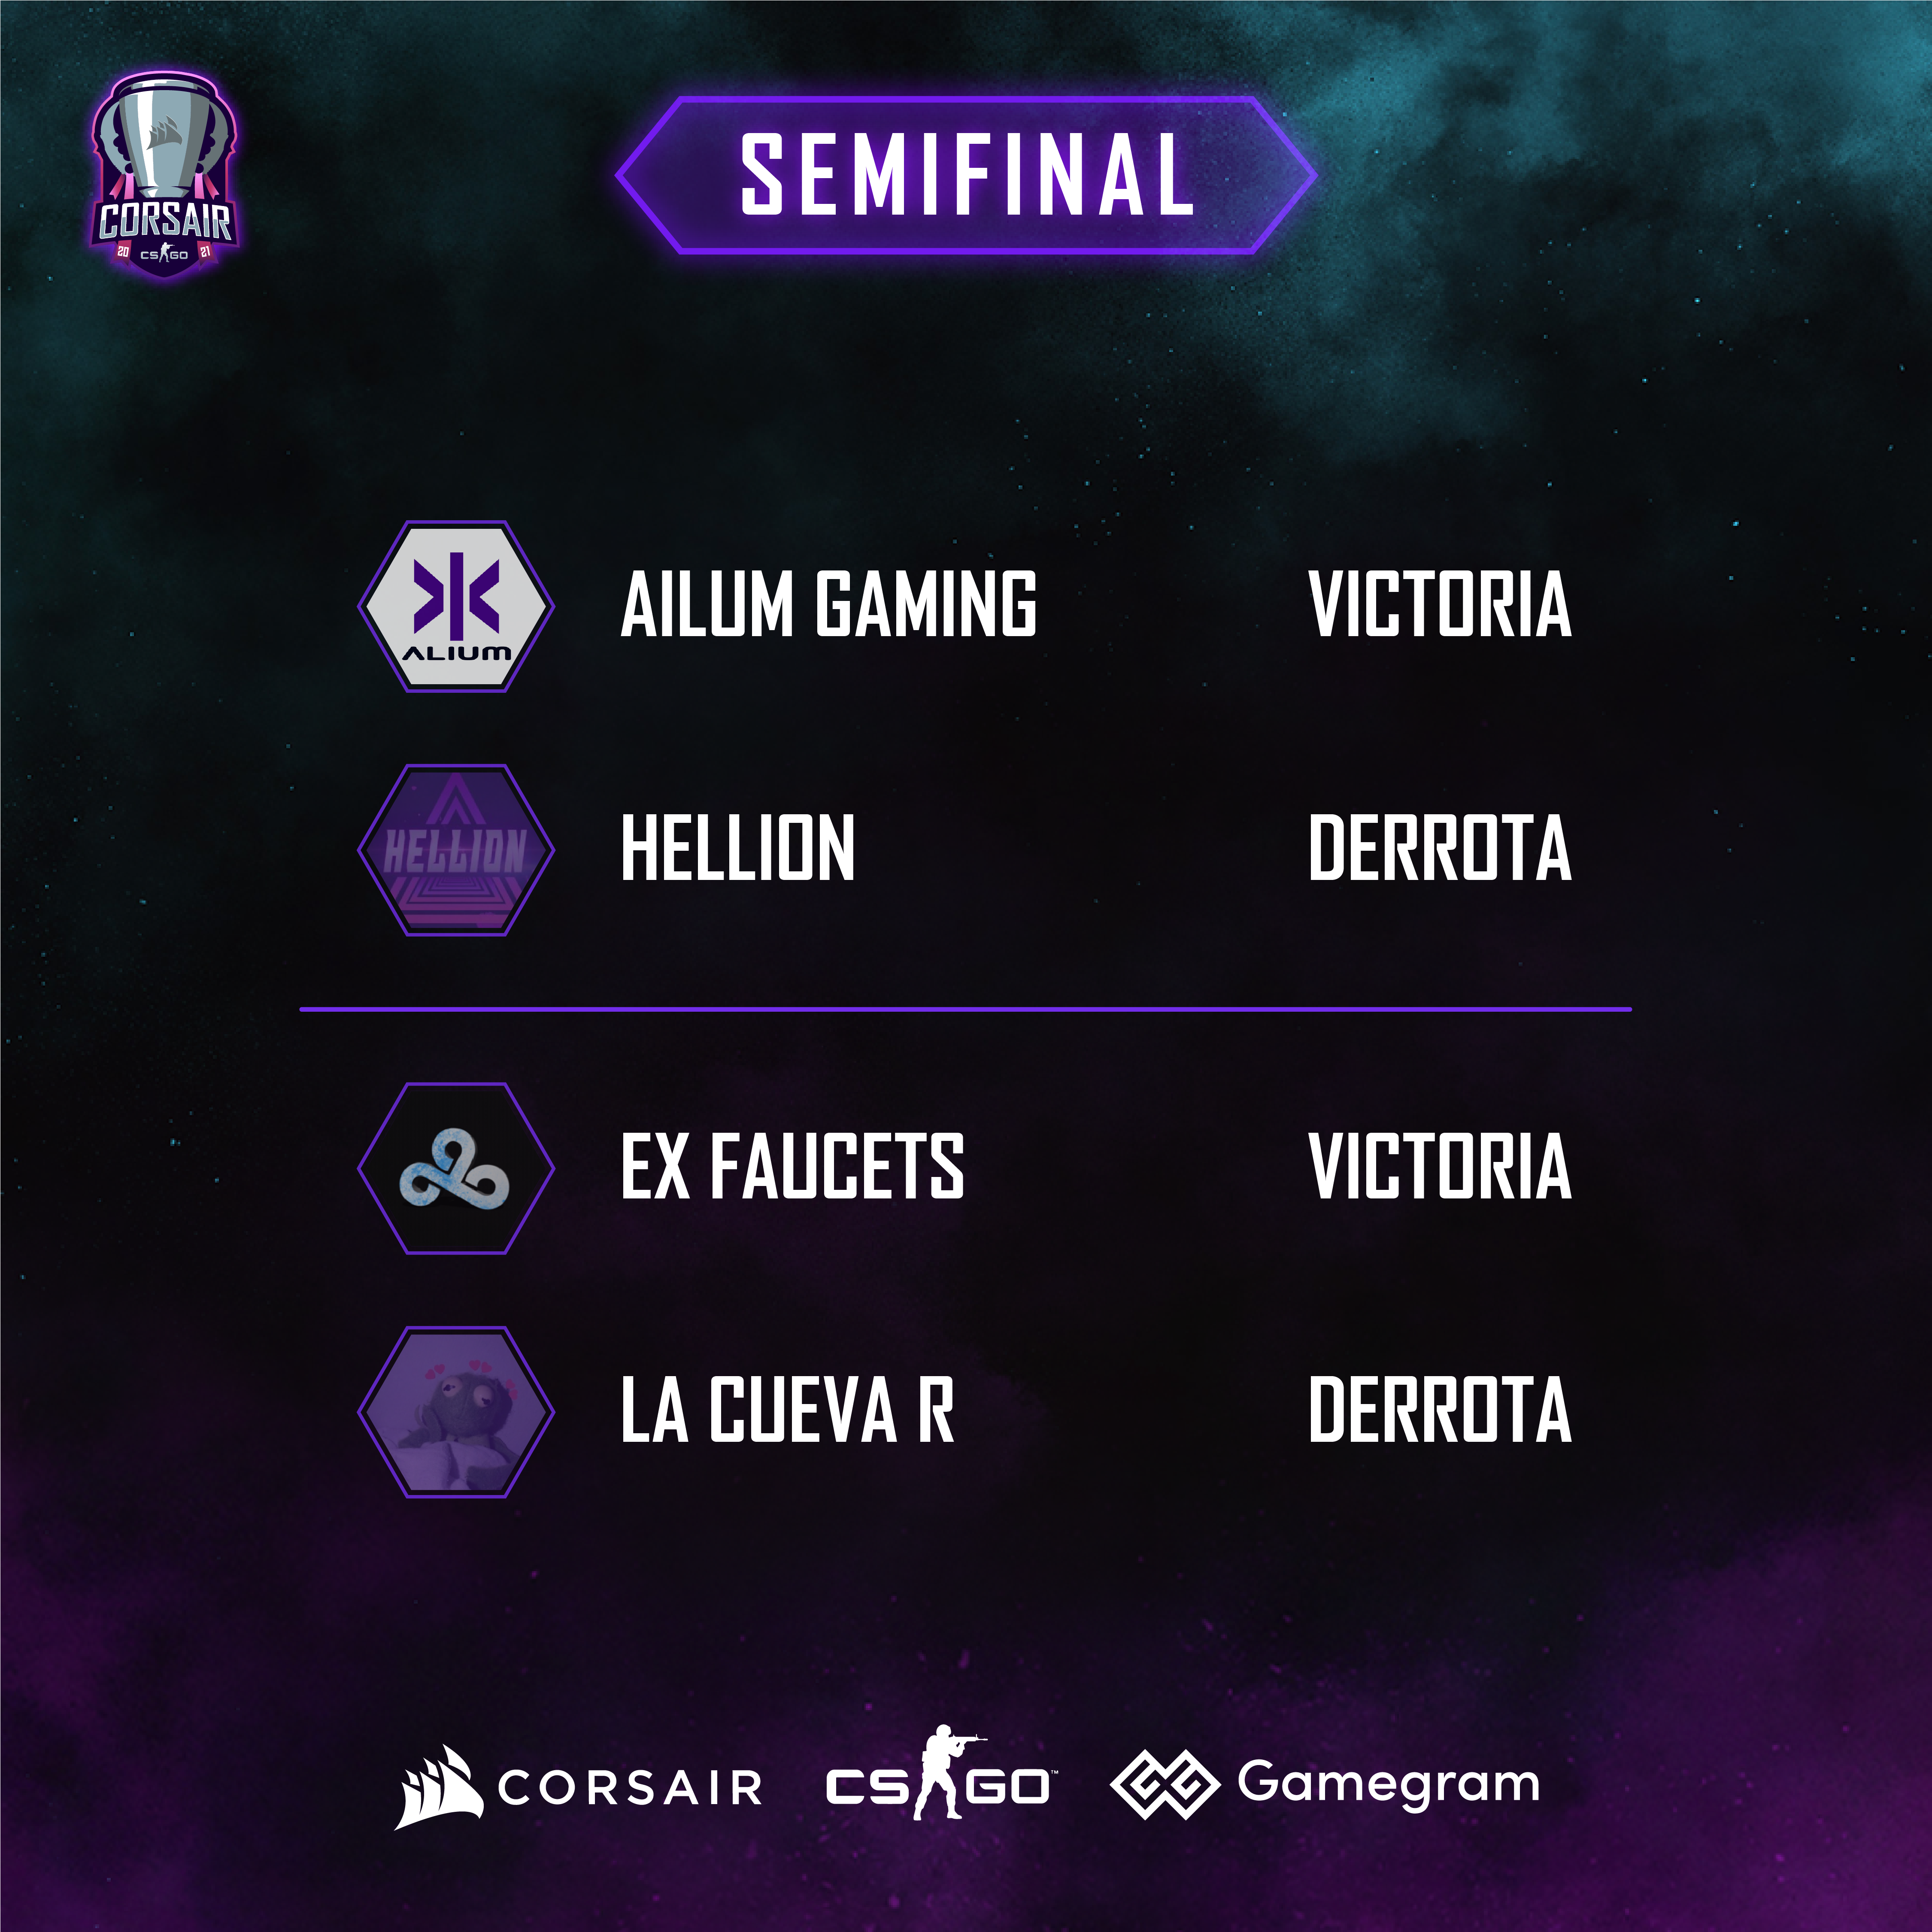 CORSAIR
20 CS GO 21
SEMIFINAL
ALIUM
AILUM GAMING VICTORIA
HELLION
HELLION DERROTA
EX FAUCETS VICTORIA
LA CUEVA R DERROTA
CORSAIR CS GO™ Gamegram